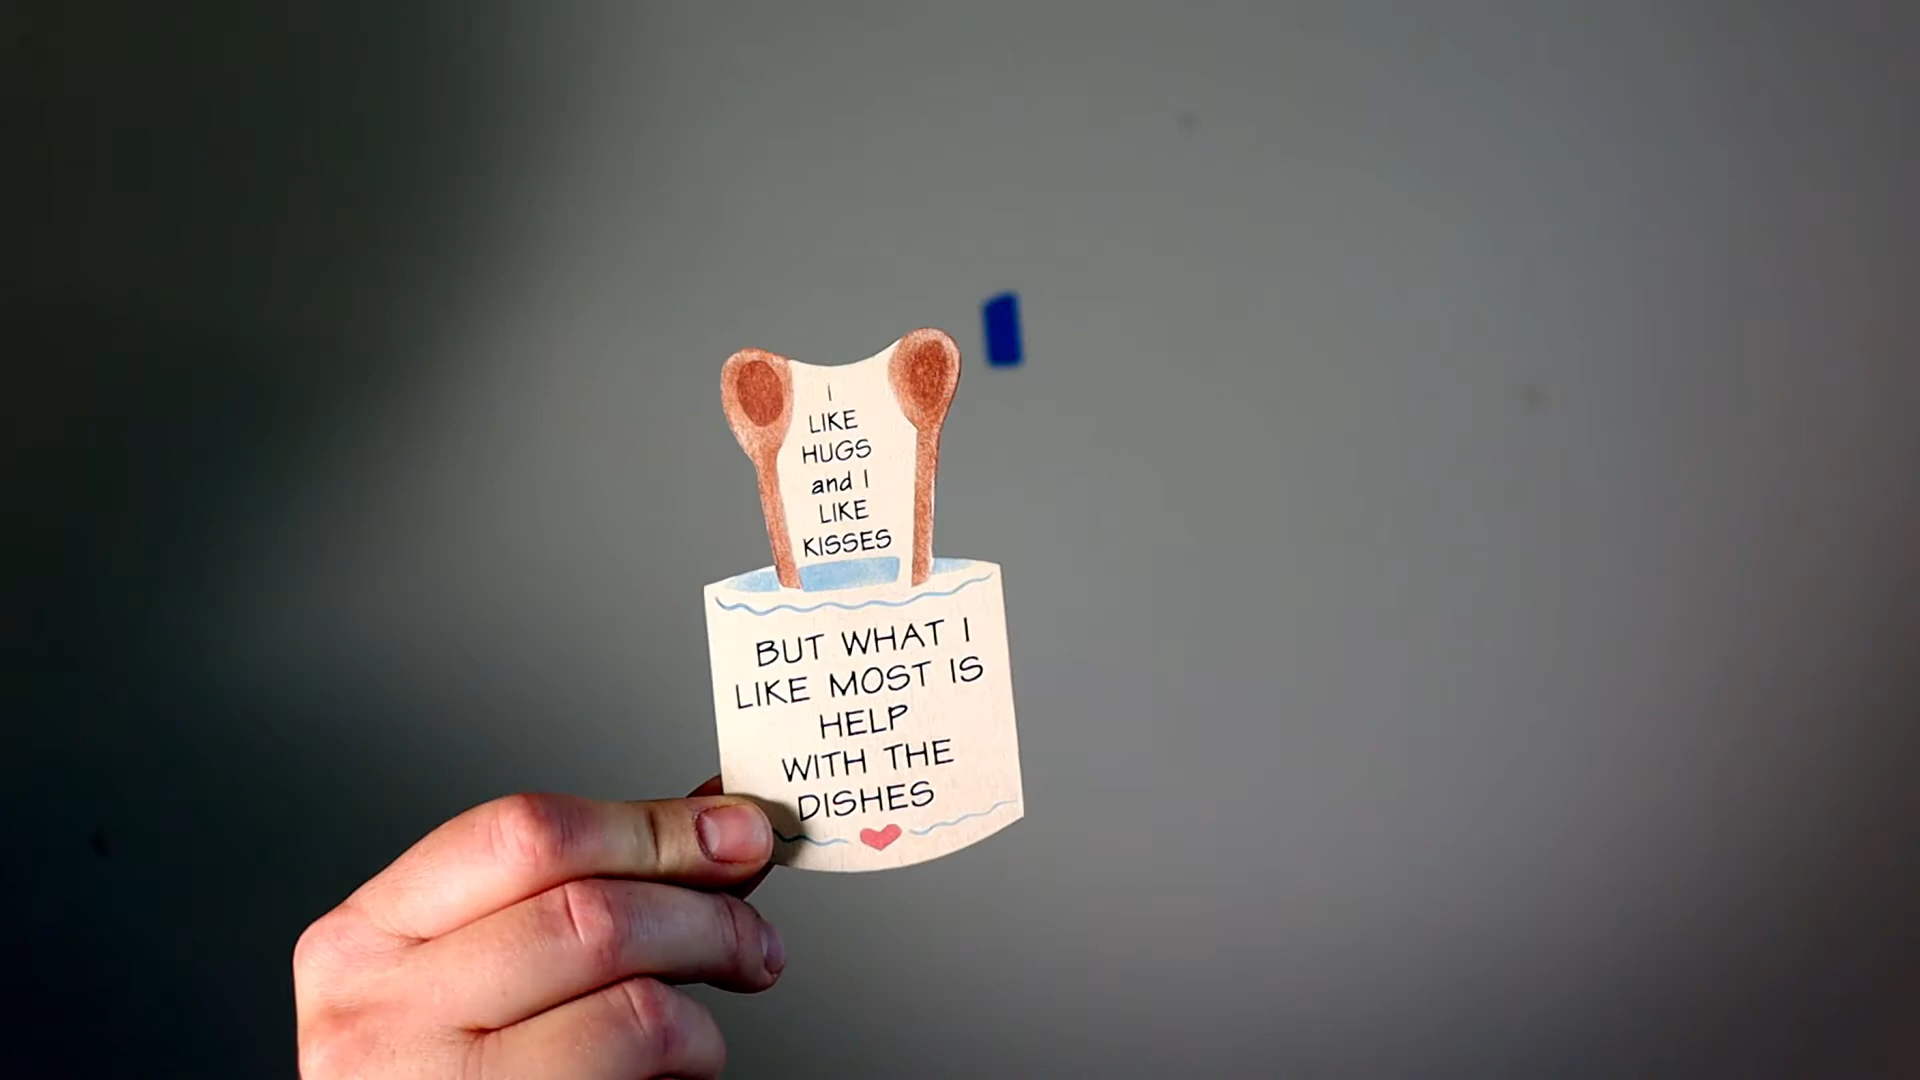 I
LIKE
HUGS
and I
LIKE
KISSES
BUT WHAT I
LIKE MOST IS
HELP
WITH THE
DISHES